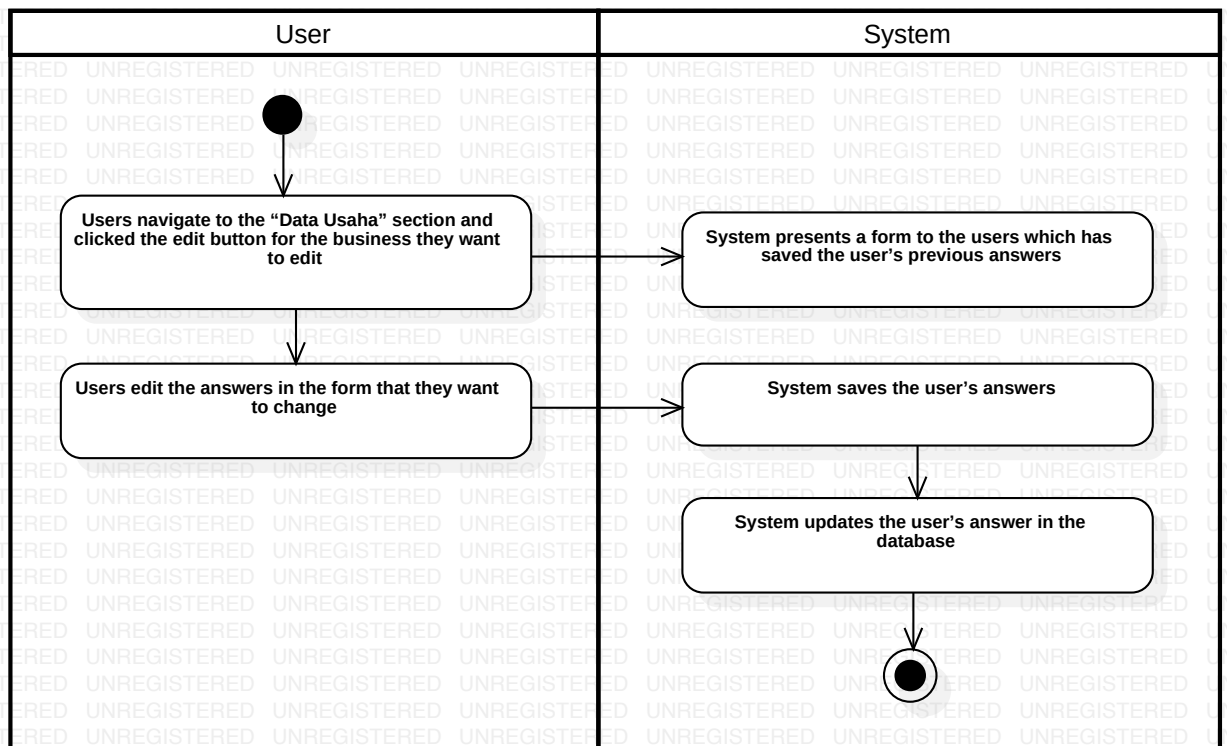 User
System
Users navigate to the “Data Usaha” section and
clicked the edit button for the business they want
to edit
System presents a form to the users which has
saved the user’s previous answers
Users edit the answers in the form that they want
to change
System saves the user’s answers
System updates the user’s answer in the
database
UNREGISTERED